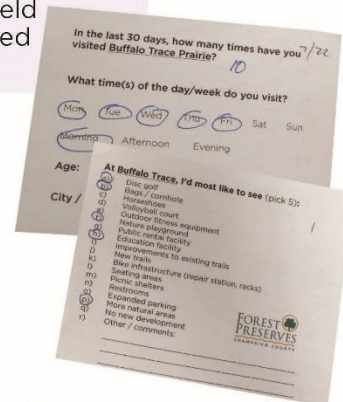 eld
ed
In the last 30 days, how many times have you
visited Buffalo Trace Prairie?
7/22
10
What time(s) of the day/week do you visit?
Mon Tue Wed Thu Fri Sat Sun
Morning Afternoon Evening
Age:
City /
At Buffalo Trace, I'd most like to see (pick 5):
1
a) Disc golf
b) Bags / cornhole
c) Horseshoes
d) Volleyball court
e) Outdoor fitness equipment
f) Nature playground
g) Public rental facility
h) Education facility
i) Improvements to existing trails
j) New trails
k) Bike infrastructure (repair station, racks)
l) Seating areas
m) Picnic shelters
n) Restrooms
Expanded parking
More natural areas
No new development
r) Other / comments:
FOREST
PRESERVES
CHAMPAIGN COUNTY